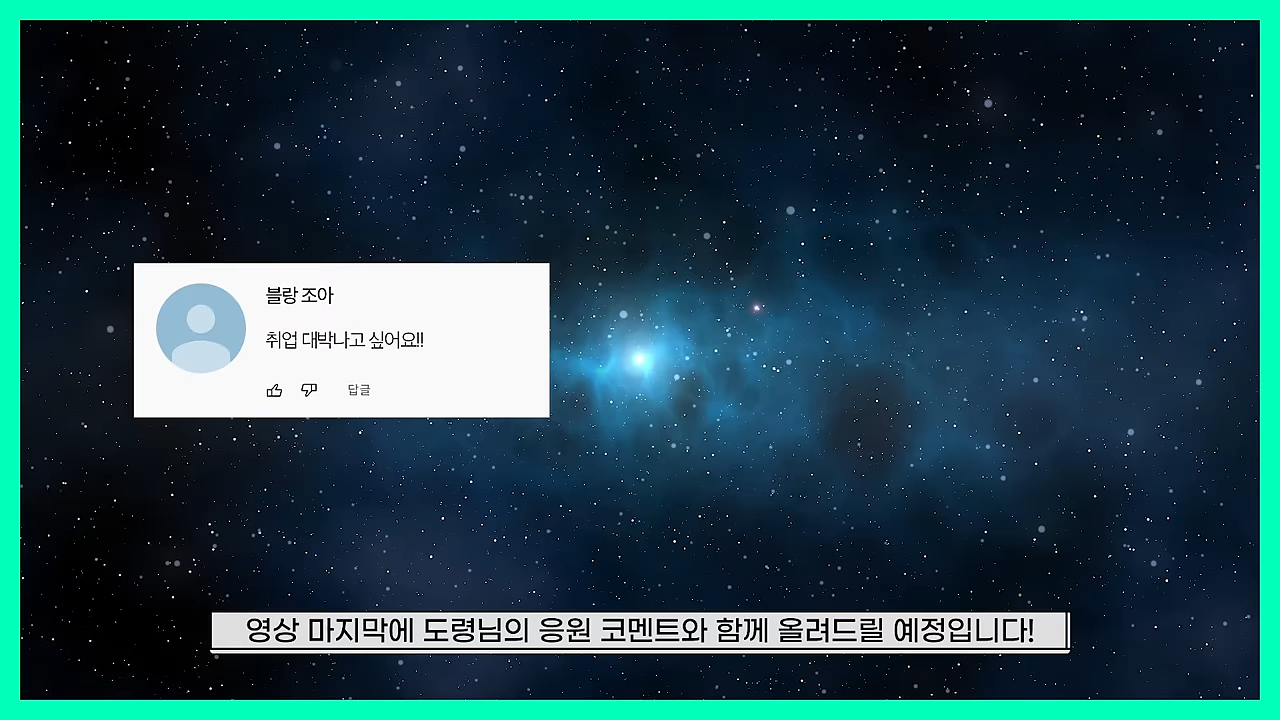 블랑 조아
취업 대박나고 싶어요!!
답글
영상 마지막에 도령님의 응원 코멘트와 함께 올려드릴 예정입니다!